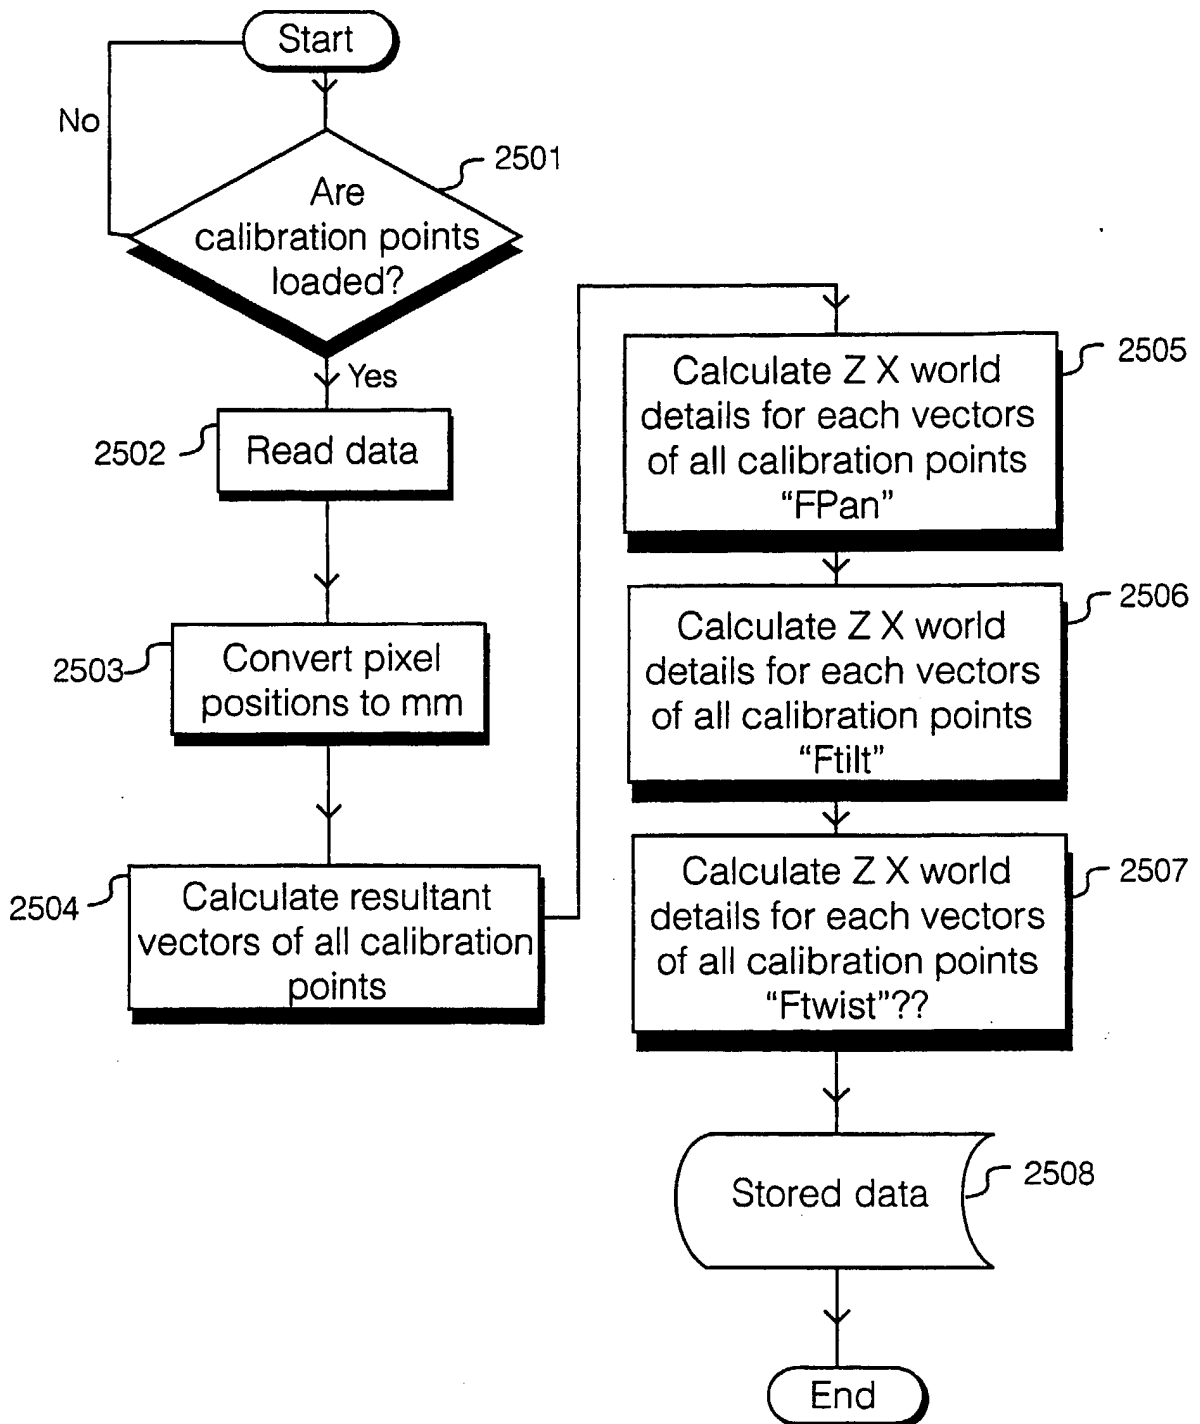 Start
No
2501
Are
calibration points
loaded?
Yes
2502
Read data
2503
Convert pixel
positions to mm
2504
Calculate resultant
vectors of all calibration
points
2505
Calculate Z X world
details for each vectors
of all calibration points
“FPan”
2506
Calculate Z X world
details for each vectors
of all calibration points
“Ftilt”
2507
Calculate Z X world
details for each vectors
of all calibration points
“Ftwist”??
Stored data
2508
End